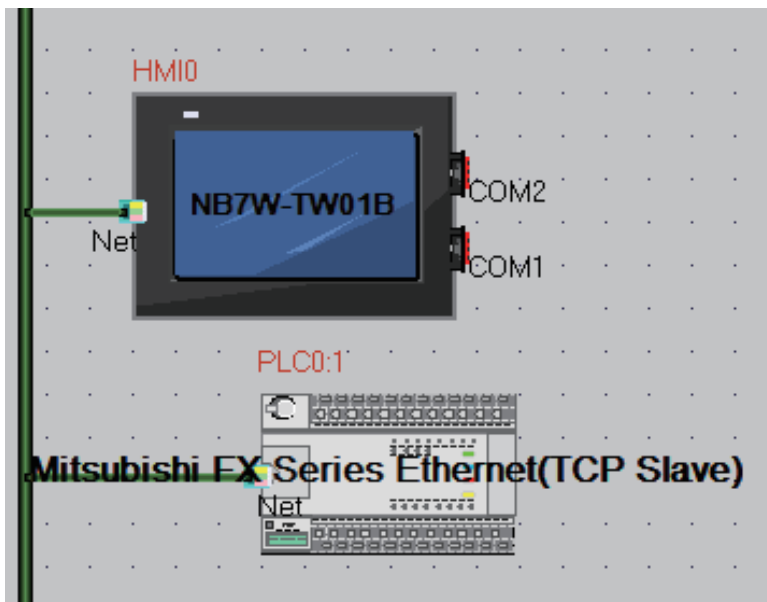 HMI0
NB7W-TW01B
COM2
Net
COM1
PLC0:1
Mitsubishi FX Series Ethernet(TCP Slave)
Net